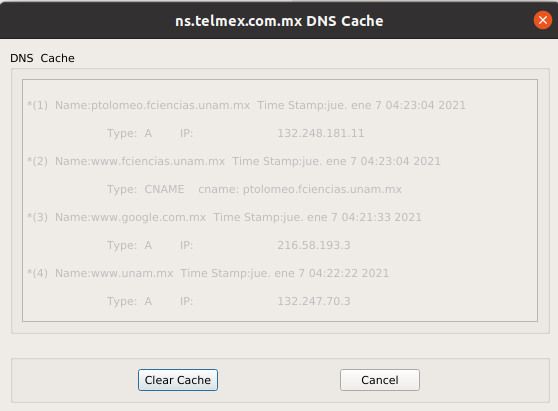 ns.telmex.com.mx DNS Cache
DNS Cache
*(1) Name:ptolomeo.fciencias.unam.mx Time Stamp:jue. ene 7 04:23:04 2021
Type: A IP: 132.248.181.11
*(2) Name:www.fciencias.unam.mx Time Stamp:jue. ene 7 04:23:04 2021
Type: CNAME cname: ptolomeo.fciencias.unam.mx
*(3) Name:www.google.com.mx Time Stamp:jue. ene 7 04:21:33 2021
Type: A IP: 216.58.193.3
*(4) Name:www.unam.mx Time Stamp:jue. ene 7 04:22:22 2021
Type: A IP: 132.247.70.3
Clear Cache Cancel